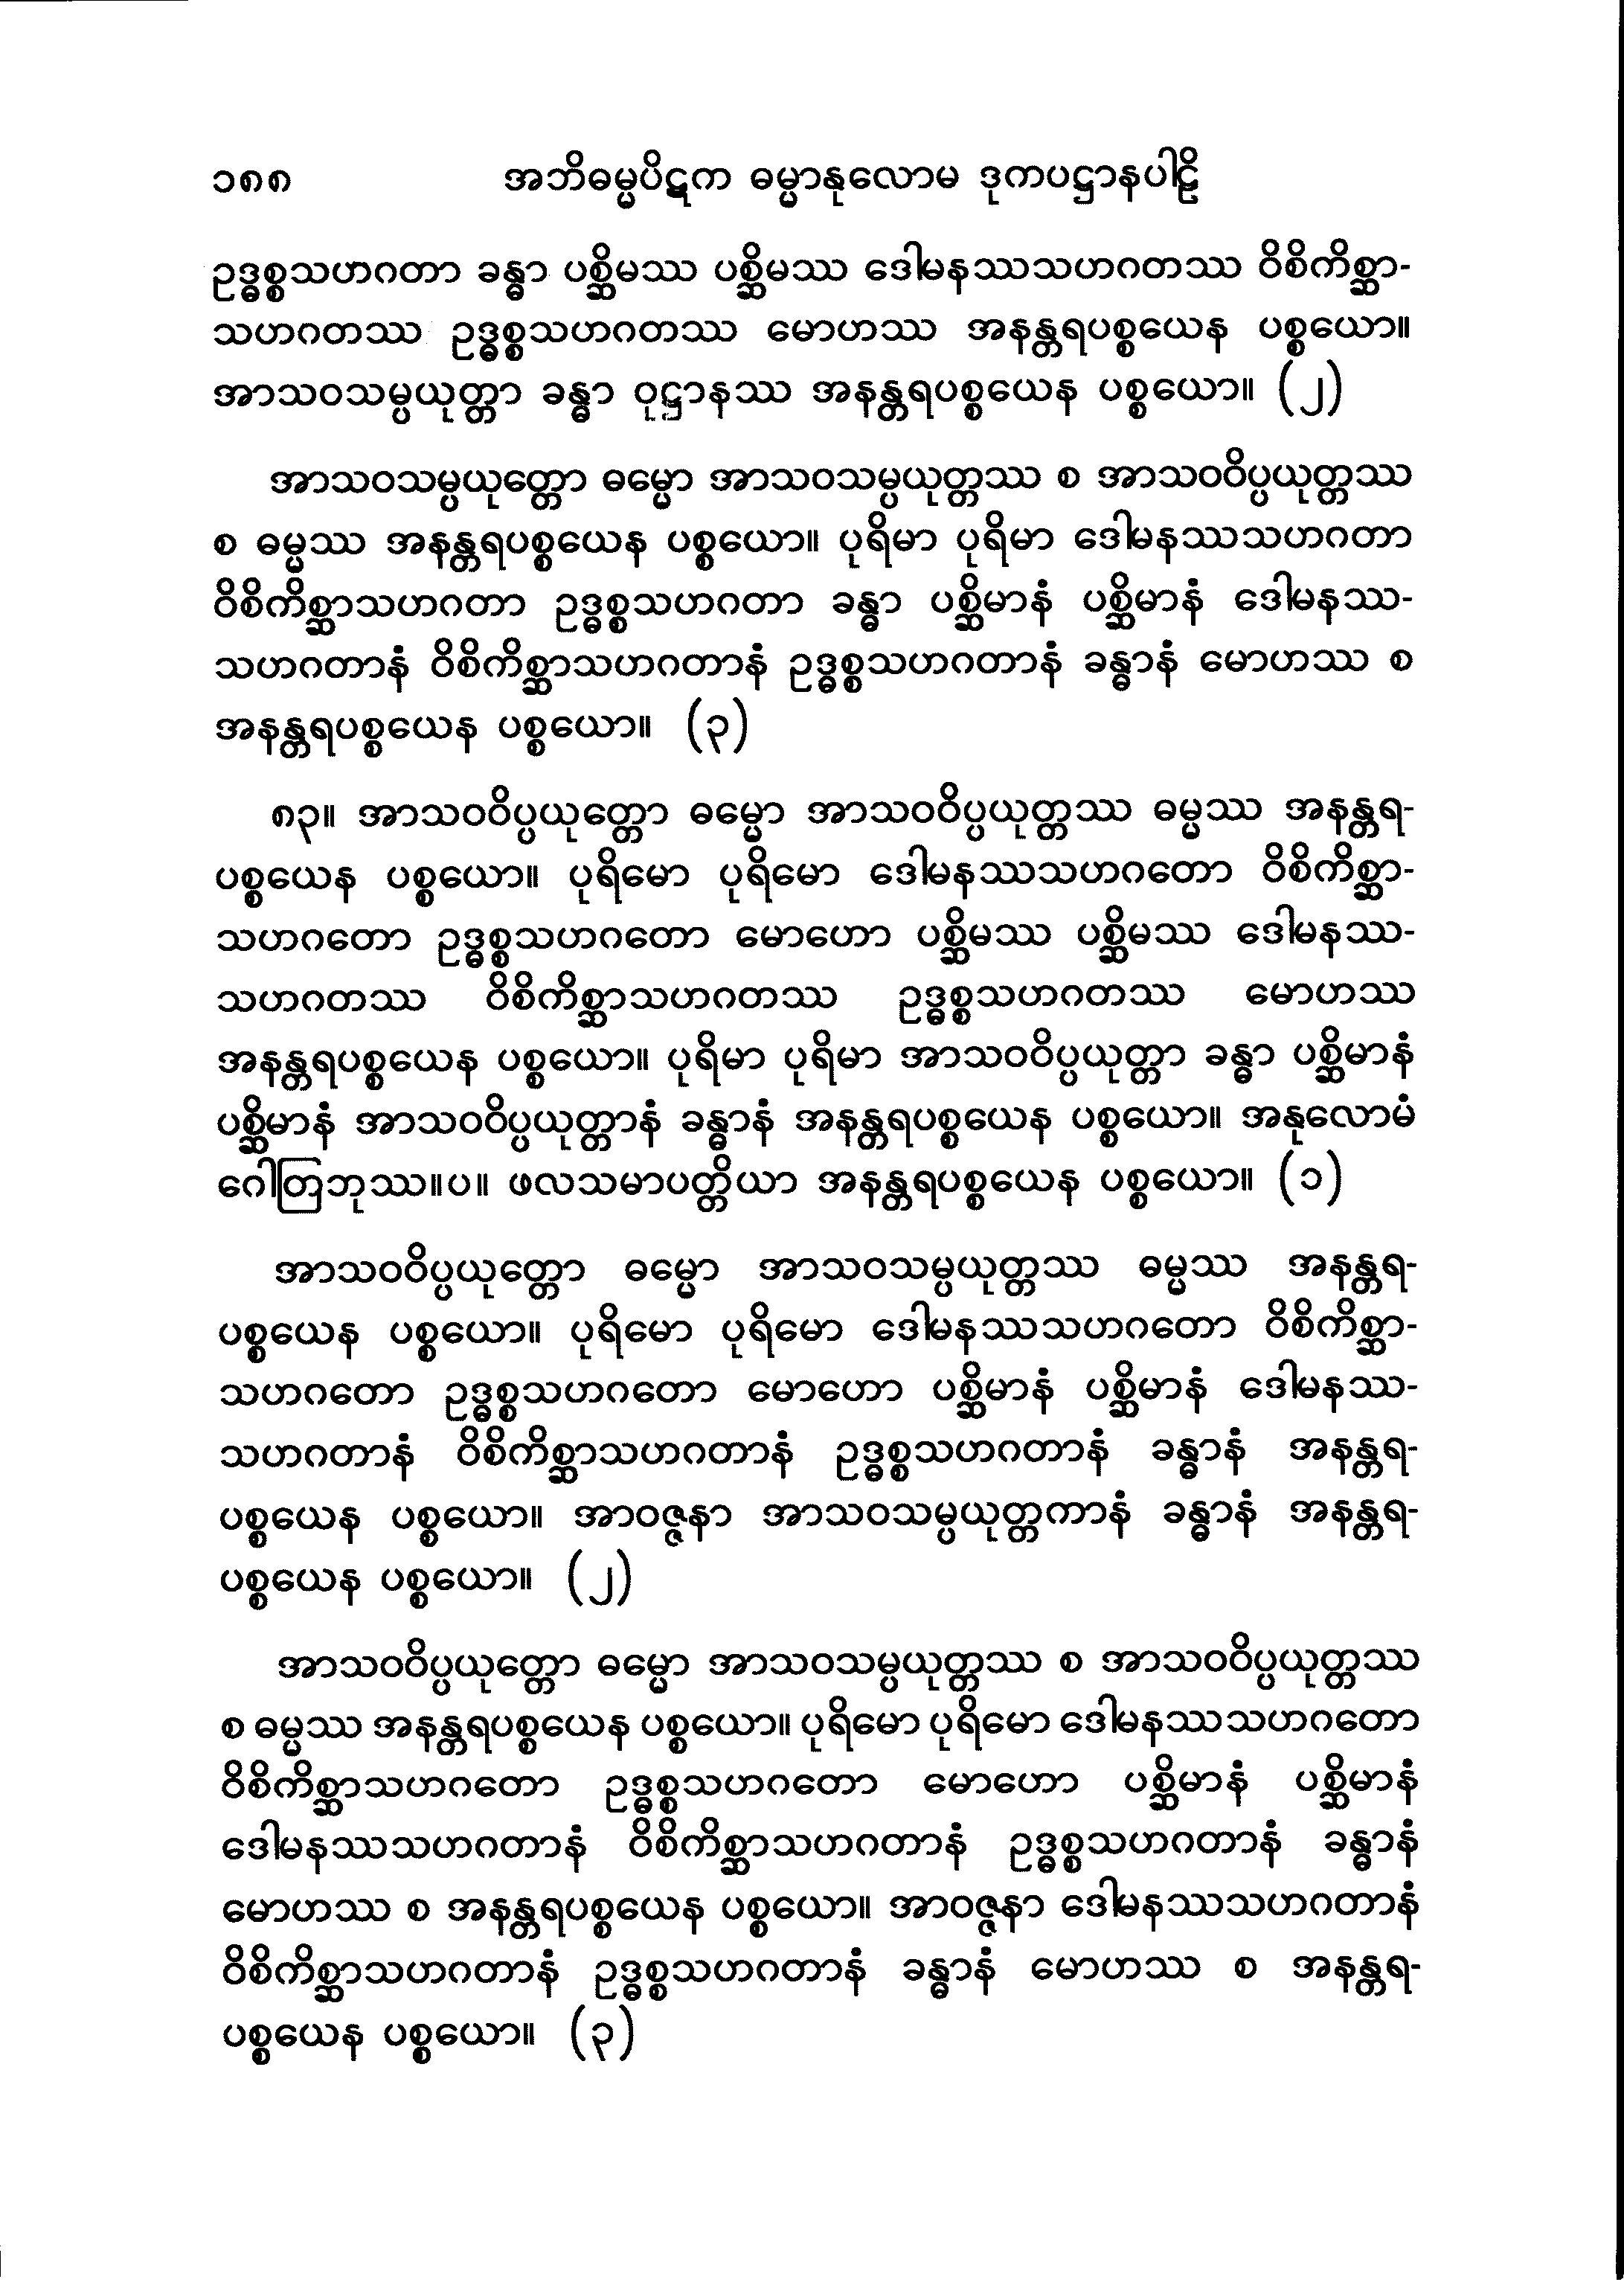 ၁၈၈ အဘိဓမ္မပိဋက ဓမ္မာနုလောမ ဒုကပဋ္ဌာနပါဠိ
ဥဒ္ဓစ္စသဟဂတာ ခန္ဓာ ပစ္ဆိမဿ ပစ္ဆိမဿ ဒေါမနဿသဟဂတဿ ဝိစိကိစ္ဆာ-
သဟဂတဿ ဥဒ္ဓစ္စသဟဂတဿ မောဟဿ အနန္တရပစ္စယေန ပစ္စယော။
အာသဝသမ္ပယုတ္တာ ခန္ဓာ ဝုဋ္ဌာနဿ အနန္တရပစ္စယေန ပစ္စယော။ (၂)
အာသဝသမ္ပယုတ္တော ဓမ္မော အာသဝသမ္ပယုတ္တဿ စ အာသဝဝိပ္ပယုတ္တဿ
စ ဓမ္မဿ အနန္တရပစ္စယေန ပစ္စယော။ ပုရိမာ ပုရိမာ ဒေါမနဿသဟဂတာ
ဝိစိကိစ္ဆာသဟဂတာ ဥဒ္ဓစ္စသဟဂတာ ခန္ဓာ ပစ္ဆိမာနံ ပစ္ဆိမာနံ ဒေါမနဿ-
သဟဂတာနံ ဝိစိကိစ္ဆာသဟဂတာနံ ဥဒ္ဓစ္စသဟဂတာနံ ခန္ဓာနံ မောဟဿ စ
အနန္တရပစ္စယေန ပစ္စယော။ (၃)
၈၃။ အာသဝဝိပ္ပယုတ္တော ဓမ္မော အာသဝဝိပ္ပယုတ္တဿ ဓမ္မဿ အနန္တရ-
ပစ္စယေန ပစ္စယော။ ပုရိမော ပုရိမော ဒေါမနဿသဟဂတော ဝိစိကိစ္ဆာ-
သဟဂတော ဥဒ္ဓစ္စသဟဂတော မောဟော ပစ္ဆိမဿ ပစ္ဆိမဿ ဒေါမနဿ-
သဟဂတဿ ဝိစိကိစ္ဆာသဟဂတဿ ဥဒ္ဓစ္စသဟဂတဿ မောဟဿ
အနန္တရပစ္စယေန ပစ္စယော။ ပုရိမာ ပုရိမာ အာသဝဝိပ္ပယုတ္တာ ခန္ဓာ ပစ္ဆိမာနံ
ပစ္ဆိမာနံ အာသဝဝိပ္ပယုတ္တာနံ ခန္ဓာနံ အနန္တရပစ္စယေန ပစ္စယော။ အနုလောမံ
ဂေါတြဘုဿ။ပ။ ဖလသမာပတ္တိယာ အနန္တရပစ္စယေန ပစ္စယော။ (၁)
အာသဝဝိပ္ပယုတ္တော ဓမ္မော အာသဝသမ္ပယုတ္တဿ ဓမ္မဿ အနန္တရ-
ပစ္စယေန ပစ္စယော။ ပုရိမော ပုရိမော ဒေါမနဿသဟဂတော ဝိစိကိစ္ဆာ-
သဟဂတော ဥဒ္ဓစ္စသဟဂတော မောဟော ပစ္ဆိမာနံ ပစ္ဆိမာနံ ဒေါမနဿ-
သဟဂတာနံ ဝိစိကိစ္ဆာသဟဂတာနံ ဥဒ္ဓစ္စသဟဂတာနံ ခန္ဓာနံ အနန္တရ-
ပစ္စယေန ပစ္စယော။ အာဝဇ္ဇနာ အာသဝသမ္ပယုတ္တကာနံ ခန္ဓာနံ အနန္တရ-
ပစ္စယေန ပစ္စယော။ (၂)
အာသဝဝိပ္ပယုတ္တော ဓမ္မော အာသဝသမ္ပယုတ္တဿ စ အာသဝဝိပ္ပယုတ္တဿ
စ ဓမ္မဿ အနန္တရပစ္စယေန ပစ္စယော။ ပုရိမော ပုရိမော ဒေါမနဿသဟဂတော
ဝိစိကိစ္ဆာသဟဂတော ဥဒ္ဓစ္စသဟဂတော မောဟော ပစ္ဆိမာနံ ပစ္ဆိမာနံ
ဒေါမနဿသဟဂတာနံ ဝိစိကိစ္ဆာသဟဂတာနံ ဥဒ္ဓစ္စသဟဂတာနံ ခန္ဓာနံ
မောဟဿ စ အနန္တရပစ္စယေန ပစ္စယော။ အာဝဇ္ဇနာ ဒေါမနဿသဟဂတာနံ
ဝိစိကိစ္ဆာသဟဂတာနံ ဥဒ္ဓစ္စသဟဂတာနံ ခန္ဓာနံ မောဟဿ စ အနန္တရ-
ပစ္စယေန ပစ္စယော။ (၃)